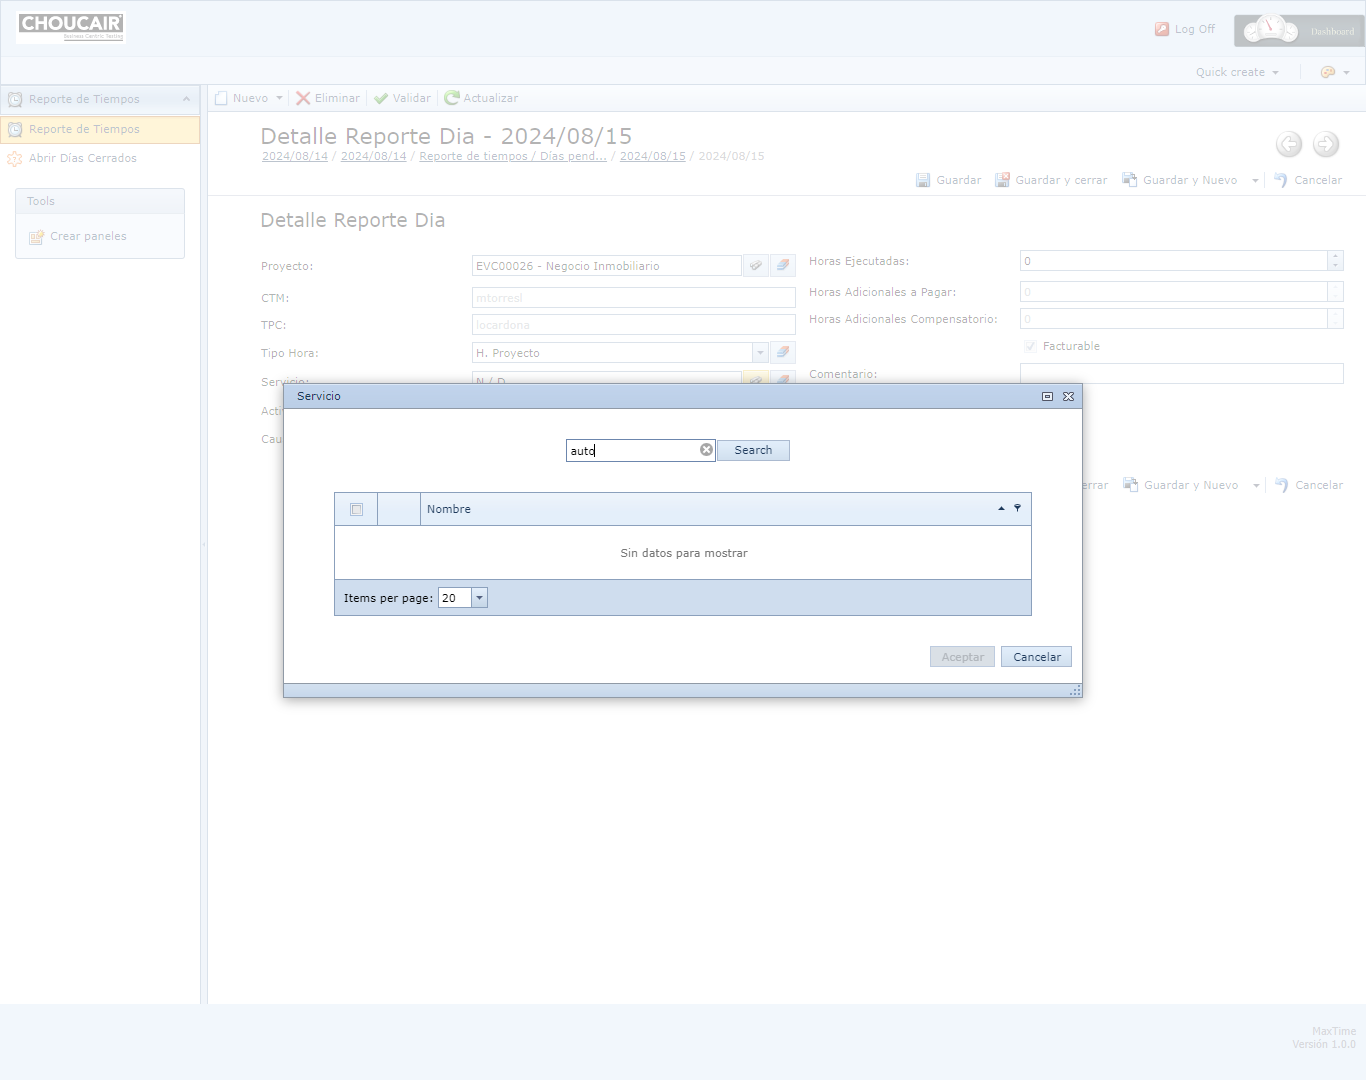 CHOUCAIR
Business Centric Testing
Log Off
Dashboard
Quick create
Reporte de Tiempos
Reporte de Tiempos
Abrir Días Cerrados
Tools
Crear paneles
Nuevo
Eliminar
Validar
Actualizar
Detalle Reporte Dia - 2024/08/15
2024/08/14 / 2024/08/14 / Reporte de tiempos / Días pend... / 2024/08/15 / 2024/08/15
Guardar
Guardar y cerrar
Guardar y Nuevo
Cancelar
Detalle Reporte Dia
Proyecto:
EVC00026 - Negocio Inmobiliario
Horas Ejecutadas:
0
CTM:
mtorresl
Horas Adicionales a Pagar:
0
TPC:
locardona
Horas Adicionales Compensatorio:
0
Tipo Hora:
H. Proyecto
Facturable
Servicio:
N / D
Comentario:
Acti
Cau
Servicio
auto
Search
Nombre
Sin datos para mostrar
Items per page: 20
Aceptar
Cancelar
errar
Guardar y Nuevo
Cancelar
MaxTime
Versión 1.0.0